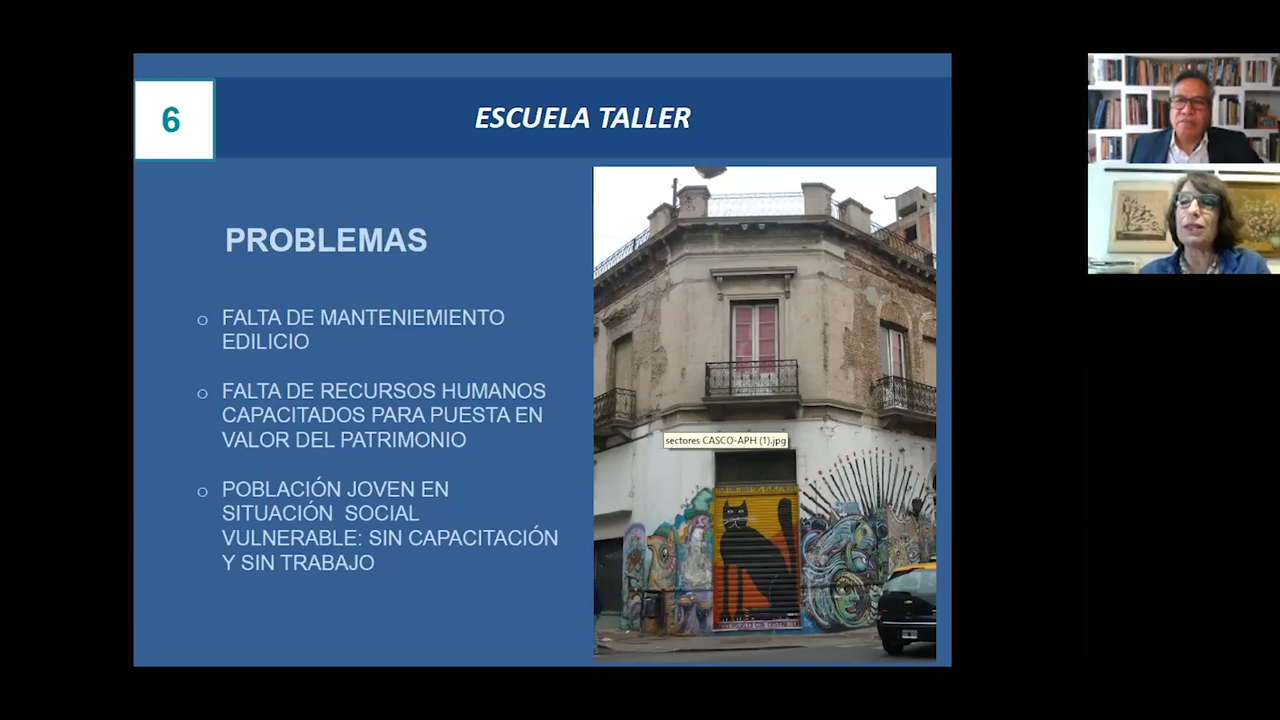 6
ESCUELA TALLER
PROBLEMAS
o FALTA DE MANTENIEMIENTO
EDILICIO
o FALTA DE RECURSOS HUMANOS
CAPACITADOS PARA PUESTA EN
VALOR DEL PATRIMONIO
o POBLACIÓN JOVEN EN
SITUACIÓN SOCIAL
VULNERABLE: SIN CAPACITACIÓN
Y SIN TRABAJO
sectores CASCO-APH (1).jpg